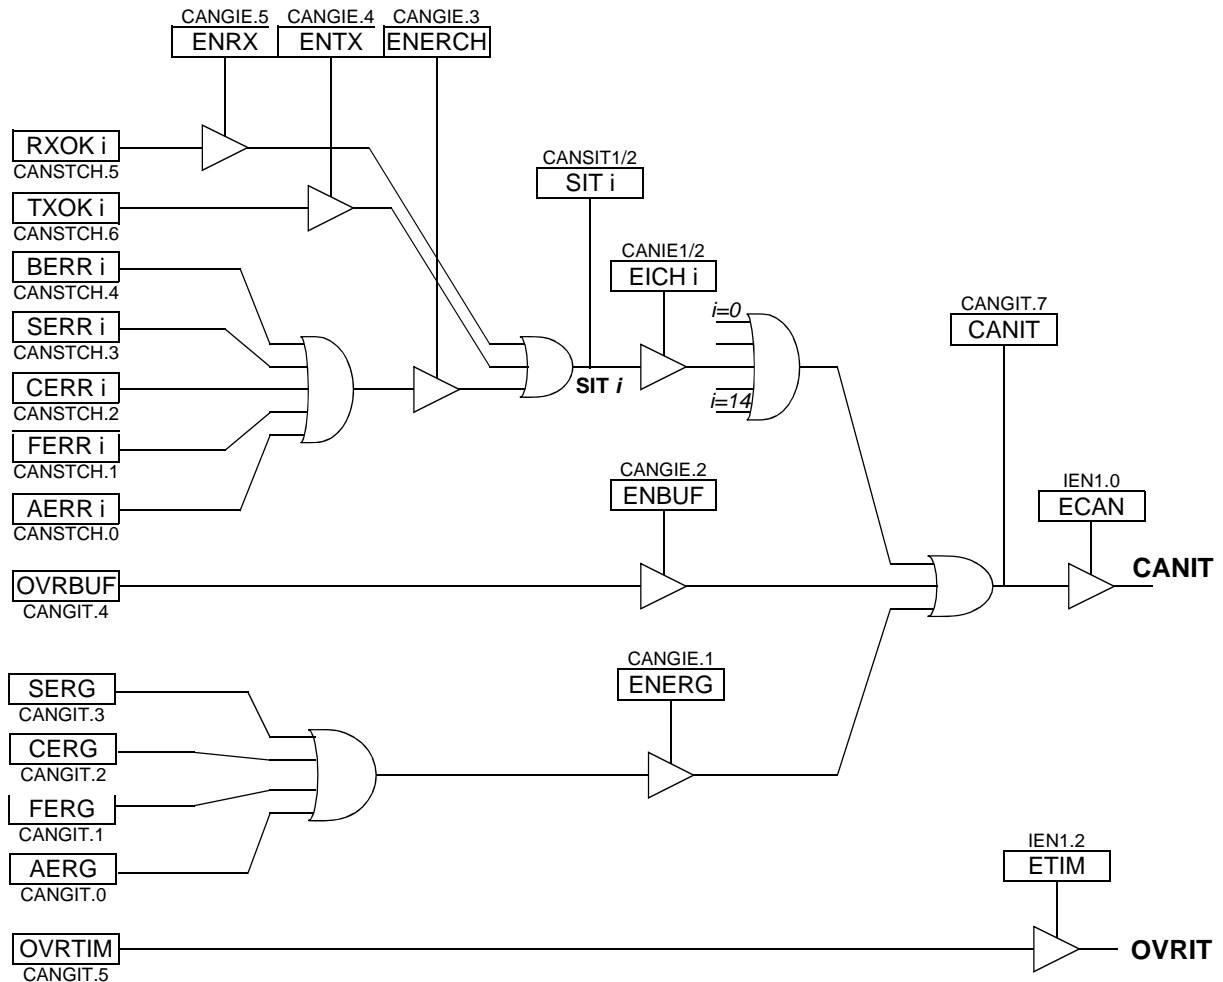 CANGIE.5 CANGIE.4 CANGIE.3
ENRX ENTX ENERCH
RXOK i
CANSTCH.5
TXOK i
CANSTCH.6
BERR i
CANSTCH.4
SERR i
CANSTCH.3
CERR i
CANSTCH.2
FERR i
CANSTCH.1
AERR i
CANSTCH.0
CANSIT1/2
SIT i
SIT i
CANIE1/2
EICH i
i=0
i=14
CANGIT.7
CANIT
CANGIE.2
ENBUF
IEN1.0
ECAN
CANIT
OVRBUF
CANGIT.4
CANGIE.1
ENERG
SERG
CANGIT.3
CERG
CANGIT.2
FERG
CANGIT.1
AERG
CANGIT.0
IEN1.2
ETIM
OVRTIM
CANGIT.5
OVRIT